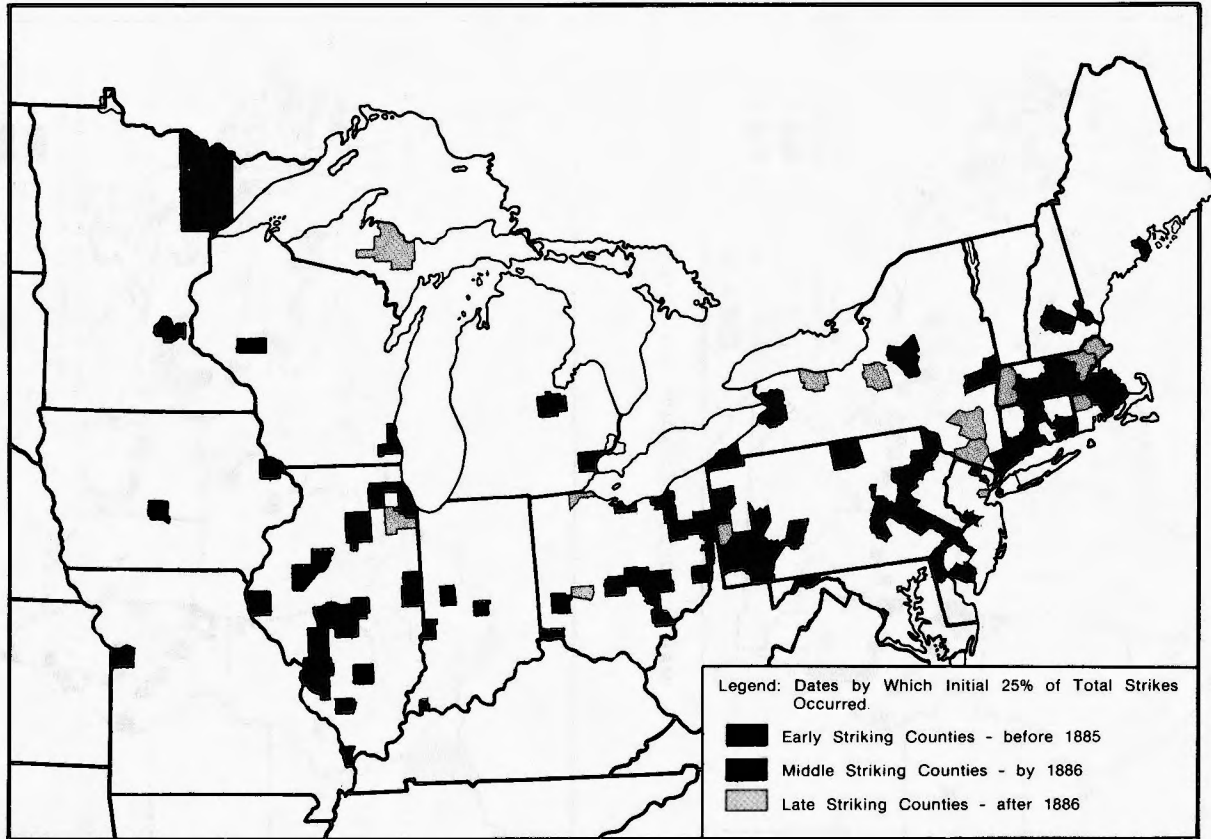 Legend: Dates by Which Initial 25% of Total Strikes
Occurred.
Early Striking Counties - before 1885
Middle Striking Counties - by 1886
Late Striking Counties - after 1886